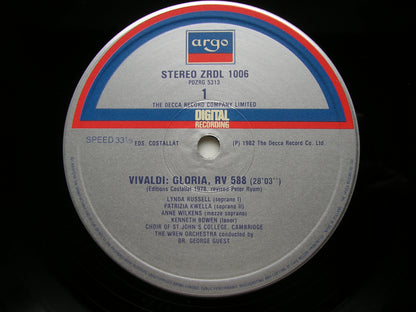 argo
STEREO ZRDL 1006
PDZRG 5313
1
THE DECCA RECORD COMPANY LIMITED
DIGITAL
RECORDING
SPEED 33⅓ EDS. COSTALLAT
(P) 1982 The Decca Record Co. Ltd
VIVALDI: GLORIA, RV 588 (28'03'')
(Editions Costallat 1978, revised Peter Ryom)
LYNDA RUSSELL (soprano I)
PATRIZIA KWELLA (soprano II)
ANNE WILKENS (mezzo soprano)
KENNETH BOWEN (tenor)
CHOIR OF ST JOHN'S COLLEGE, CAMBRIDGE
THE WREN ORCHESTRA conducted by
DR. GEORGE GUEST